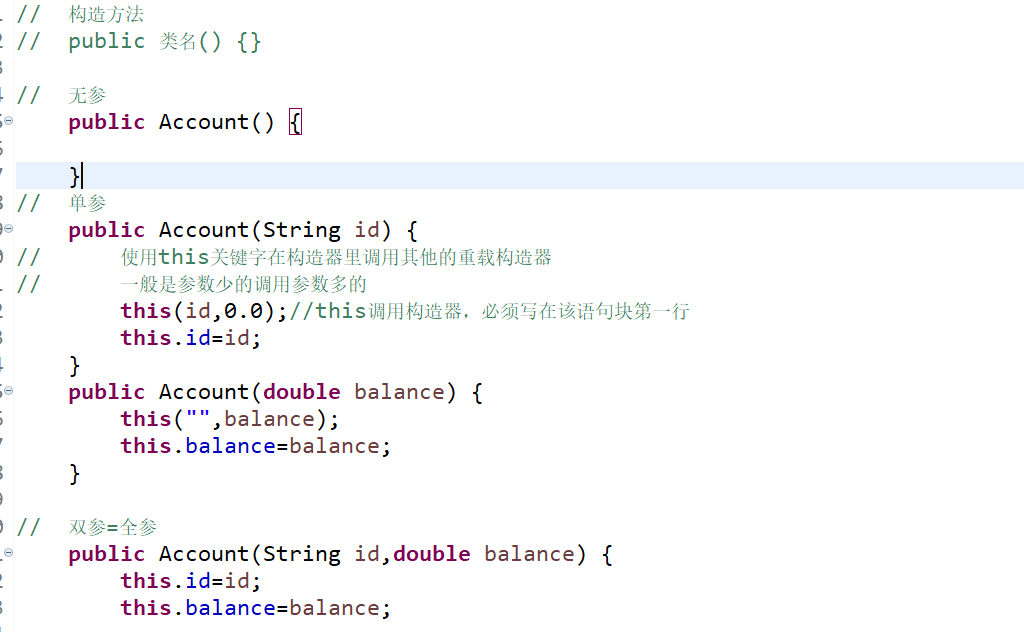 // 构造方法
// public 类名() {}
// 无参
public Account() {
}
// 单参
public Account(String id) {
// 使用this关键字在构造器里调用其他的重载构造器
// 一般是参数少的调用参数多的
this(id,0.0);//this调用构造器，必须写在该语句块第一行
this.id=id;
}
public Account(double balance) {
this("",balance);
this.balance=balance;
}
// 双参=全参
public Account(String id,double balance) {
this.id=id;
this.balance=balance;